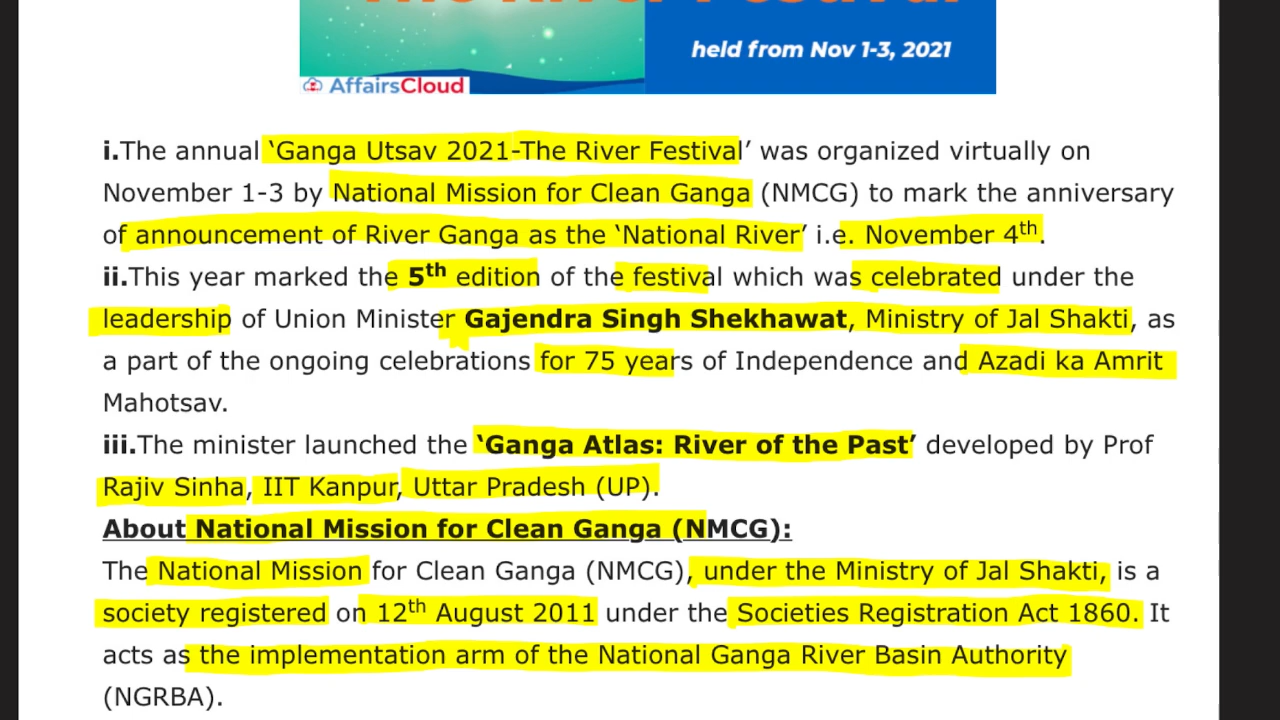 The River Festival
held from Nov 1-3, 2021
AffairsCloud
i.The annual ‘Ganga Utsav 2021-The River Festival’ was organized virtually on
November 1-3 by National Mission for Clean Ganga (NMCG) to mark the anniversary
of announcement of River Ganga as the ‘National River’ i.e. November 4th.
ii.This year marked the 5th edition of the festival which was celebrated under the
leadership of Union Minister Gajendra Singh Shekhawat, Ministry of Jal Shakti, as
a part of the ongoing celebrations for 75 years of Independence and Azadi ka Amrit
Mahotsav.
iii.The minister launched the ‘Ganga Atlas: River of the Past’ developed by Prof
Rajiv Sinha, IIT Kanpur, Uttar Pradesh (UP).
About National Mission for Clean Ganga (NMCG):
The National Mission for Clean Ganga (NMCG), under the Ministry of Jal Shakti, is a
society registered on 12th August 2011 under the Societies Registration Act 1860. It
acts as the implementation arm of the National Ganga River Basin Authority
(NGRBA).